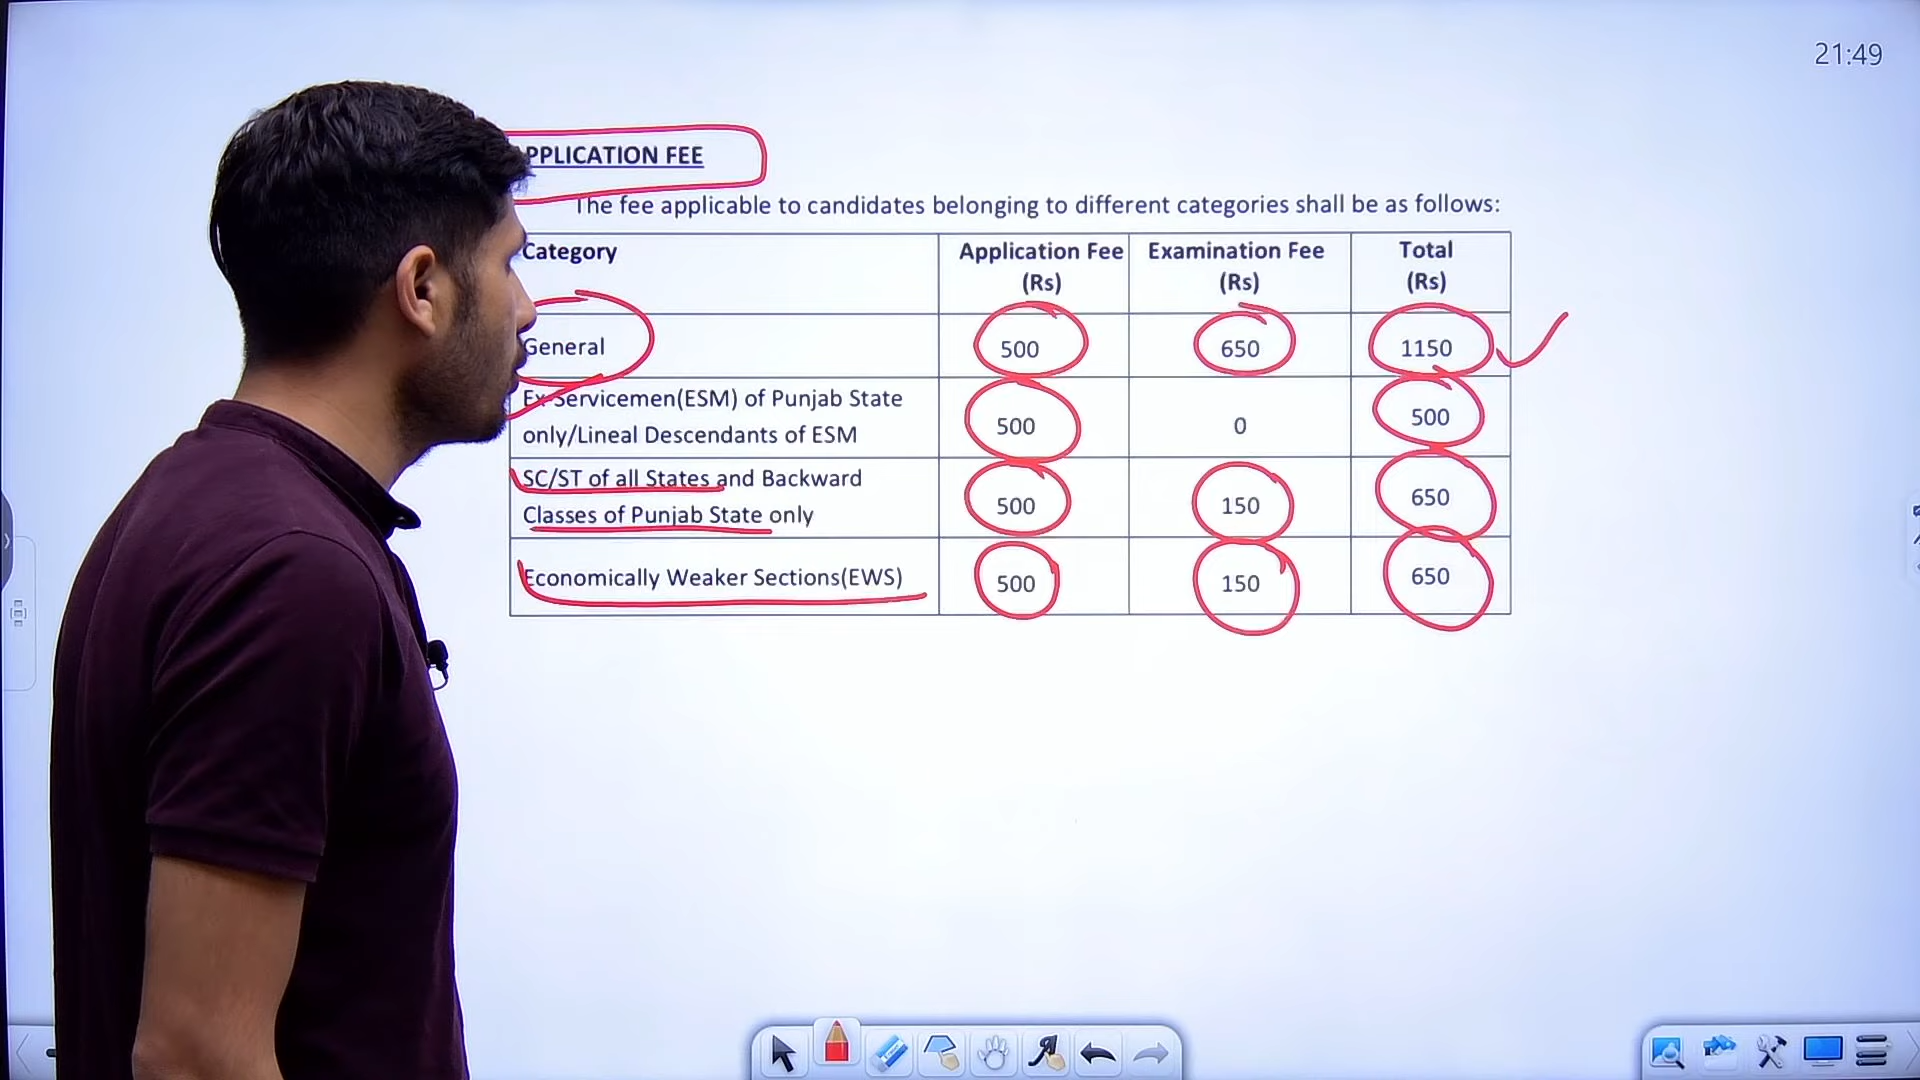 21:49
PPLICATION FEE
The fee applicable to candidates belonging to different categories shall be as follows:
Category Application Fee (Rs) Examination Fee (Rs) Total (Rs)
General 500 650 1150
Ex-Servicemen(ESM) of Punjab State only/Lineal Descendants of ESM 500 0 500
SC/ST of all States and Backward Classes of Punjab State only 500 150 650
Economically Weaker Sections(EWS) 500 150 650